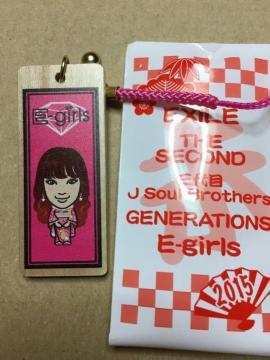 E-girls
EXILE
THE
SECOND
三代目
J Soul Brothers
GENERATIONS
E-girls
2015